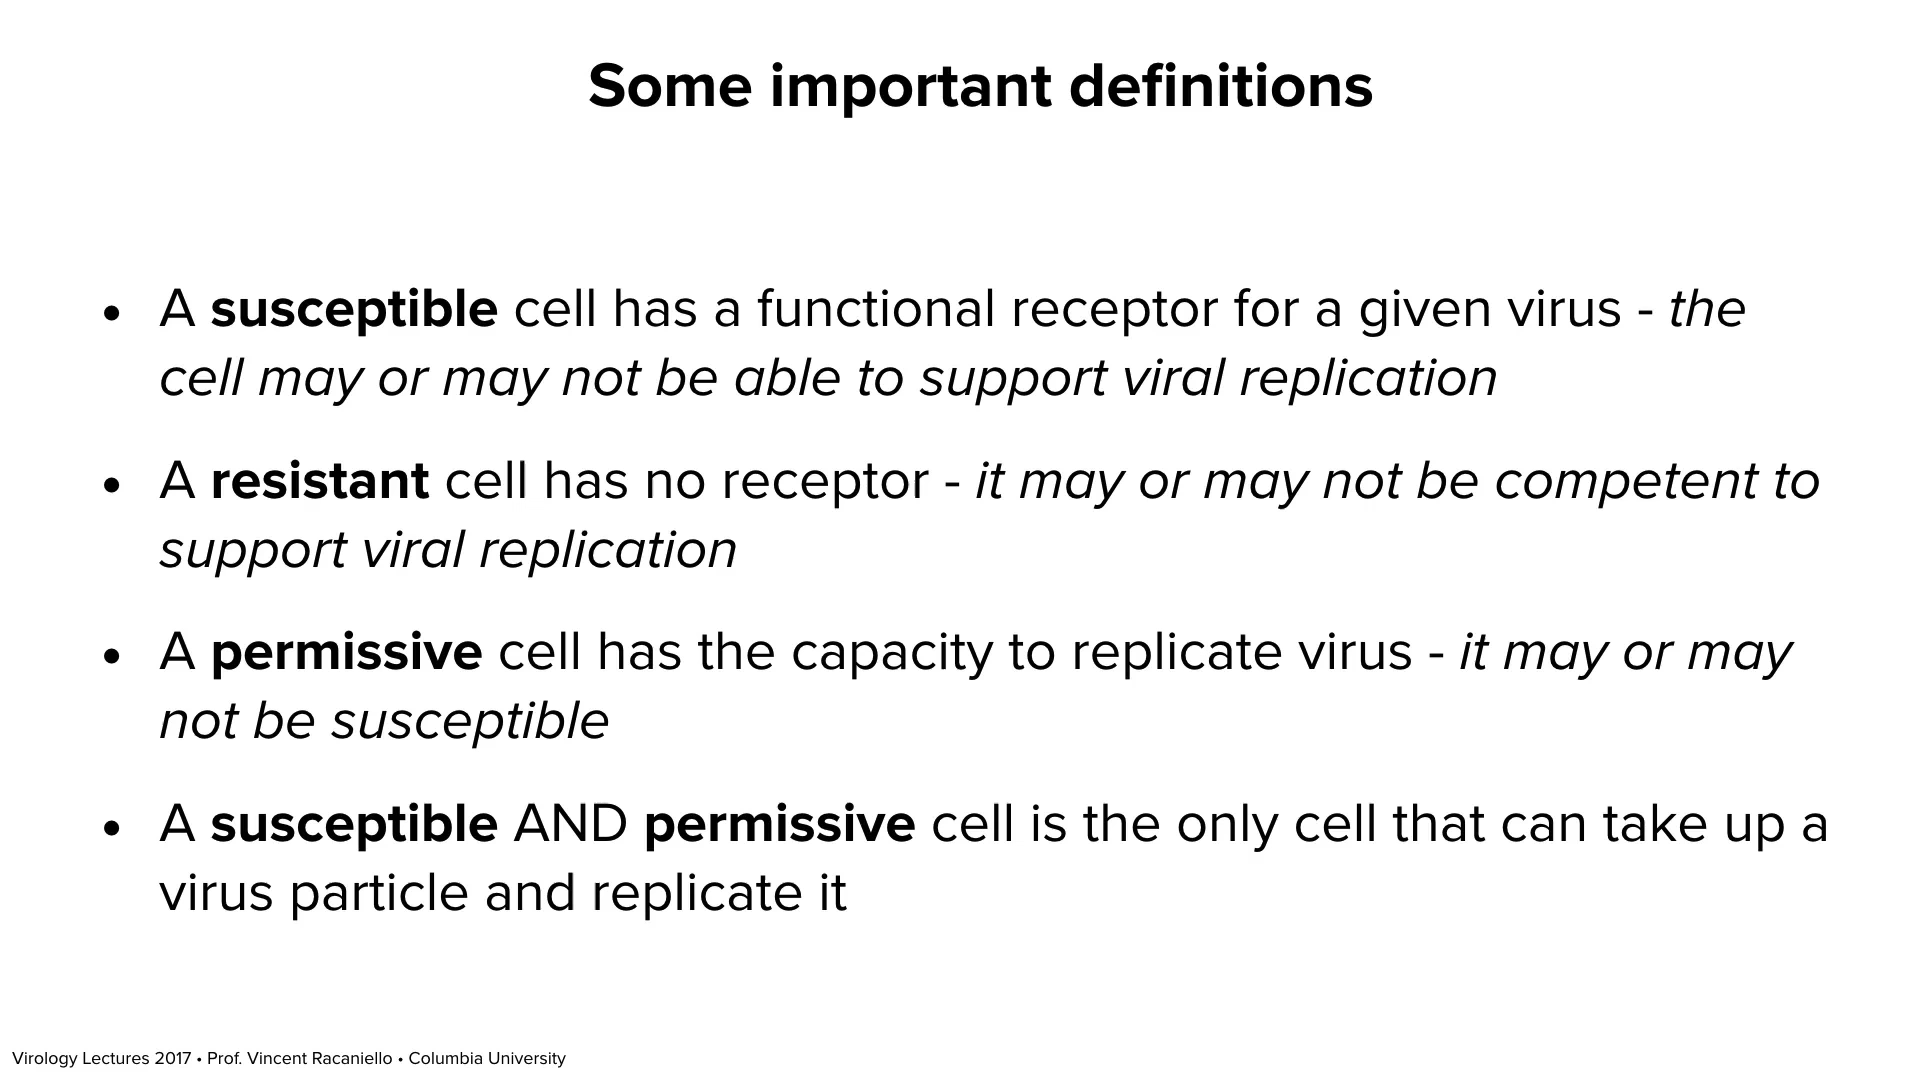 Some important definitions
• A susceptible cell has a functional receptor for a given virus - the
cell may or may not be able to support viral replication
• A resistant cell has no receptor - it may or may not be competent to
support viral replication
• A permissive cell has the capacity to replicate virus - it may or may
not be susceptible
• A susceptible AND permissive cell is the only cell that can take up a
virus particle and replicate it
Virology Lectures 2017 • Prof. Vincent Racaniello • Columbia University